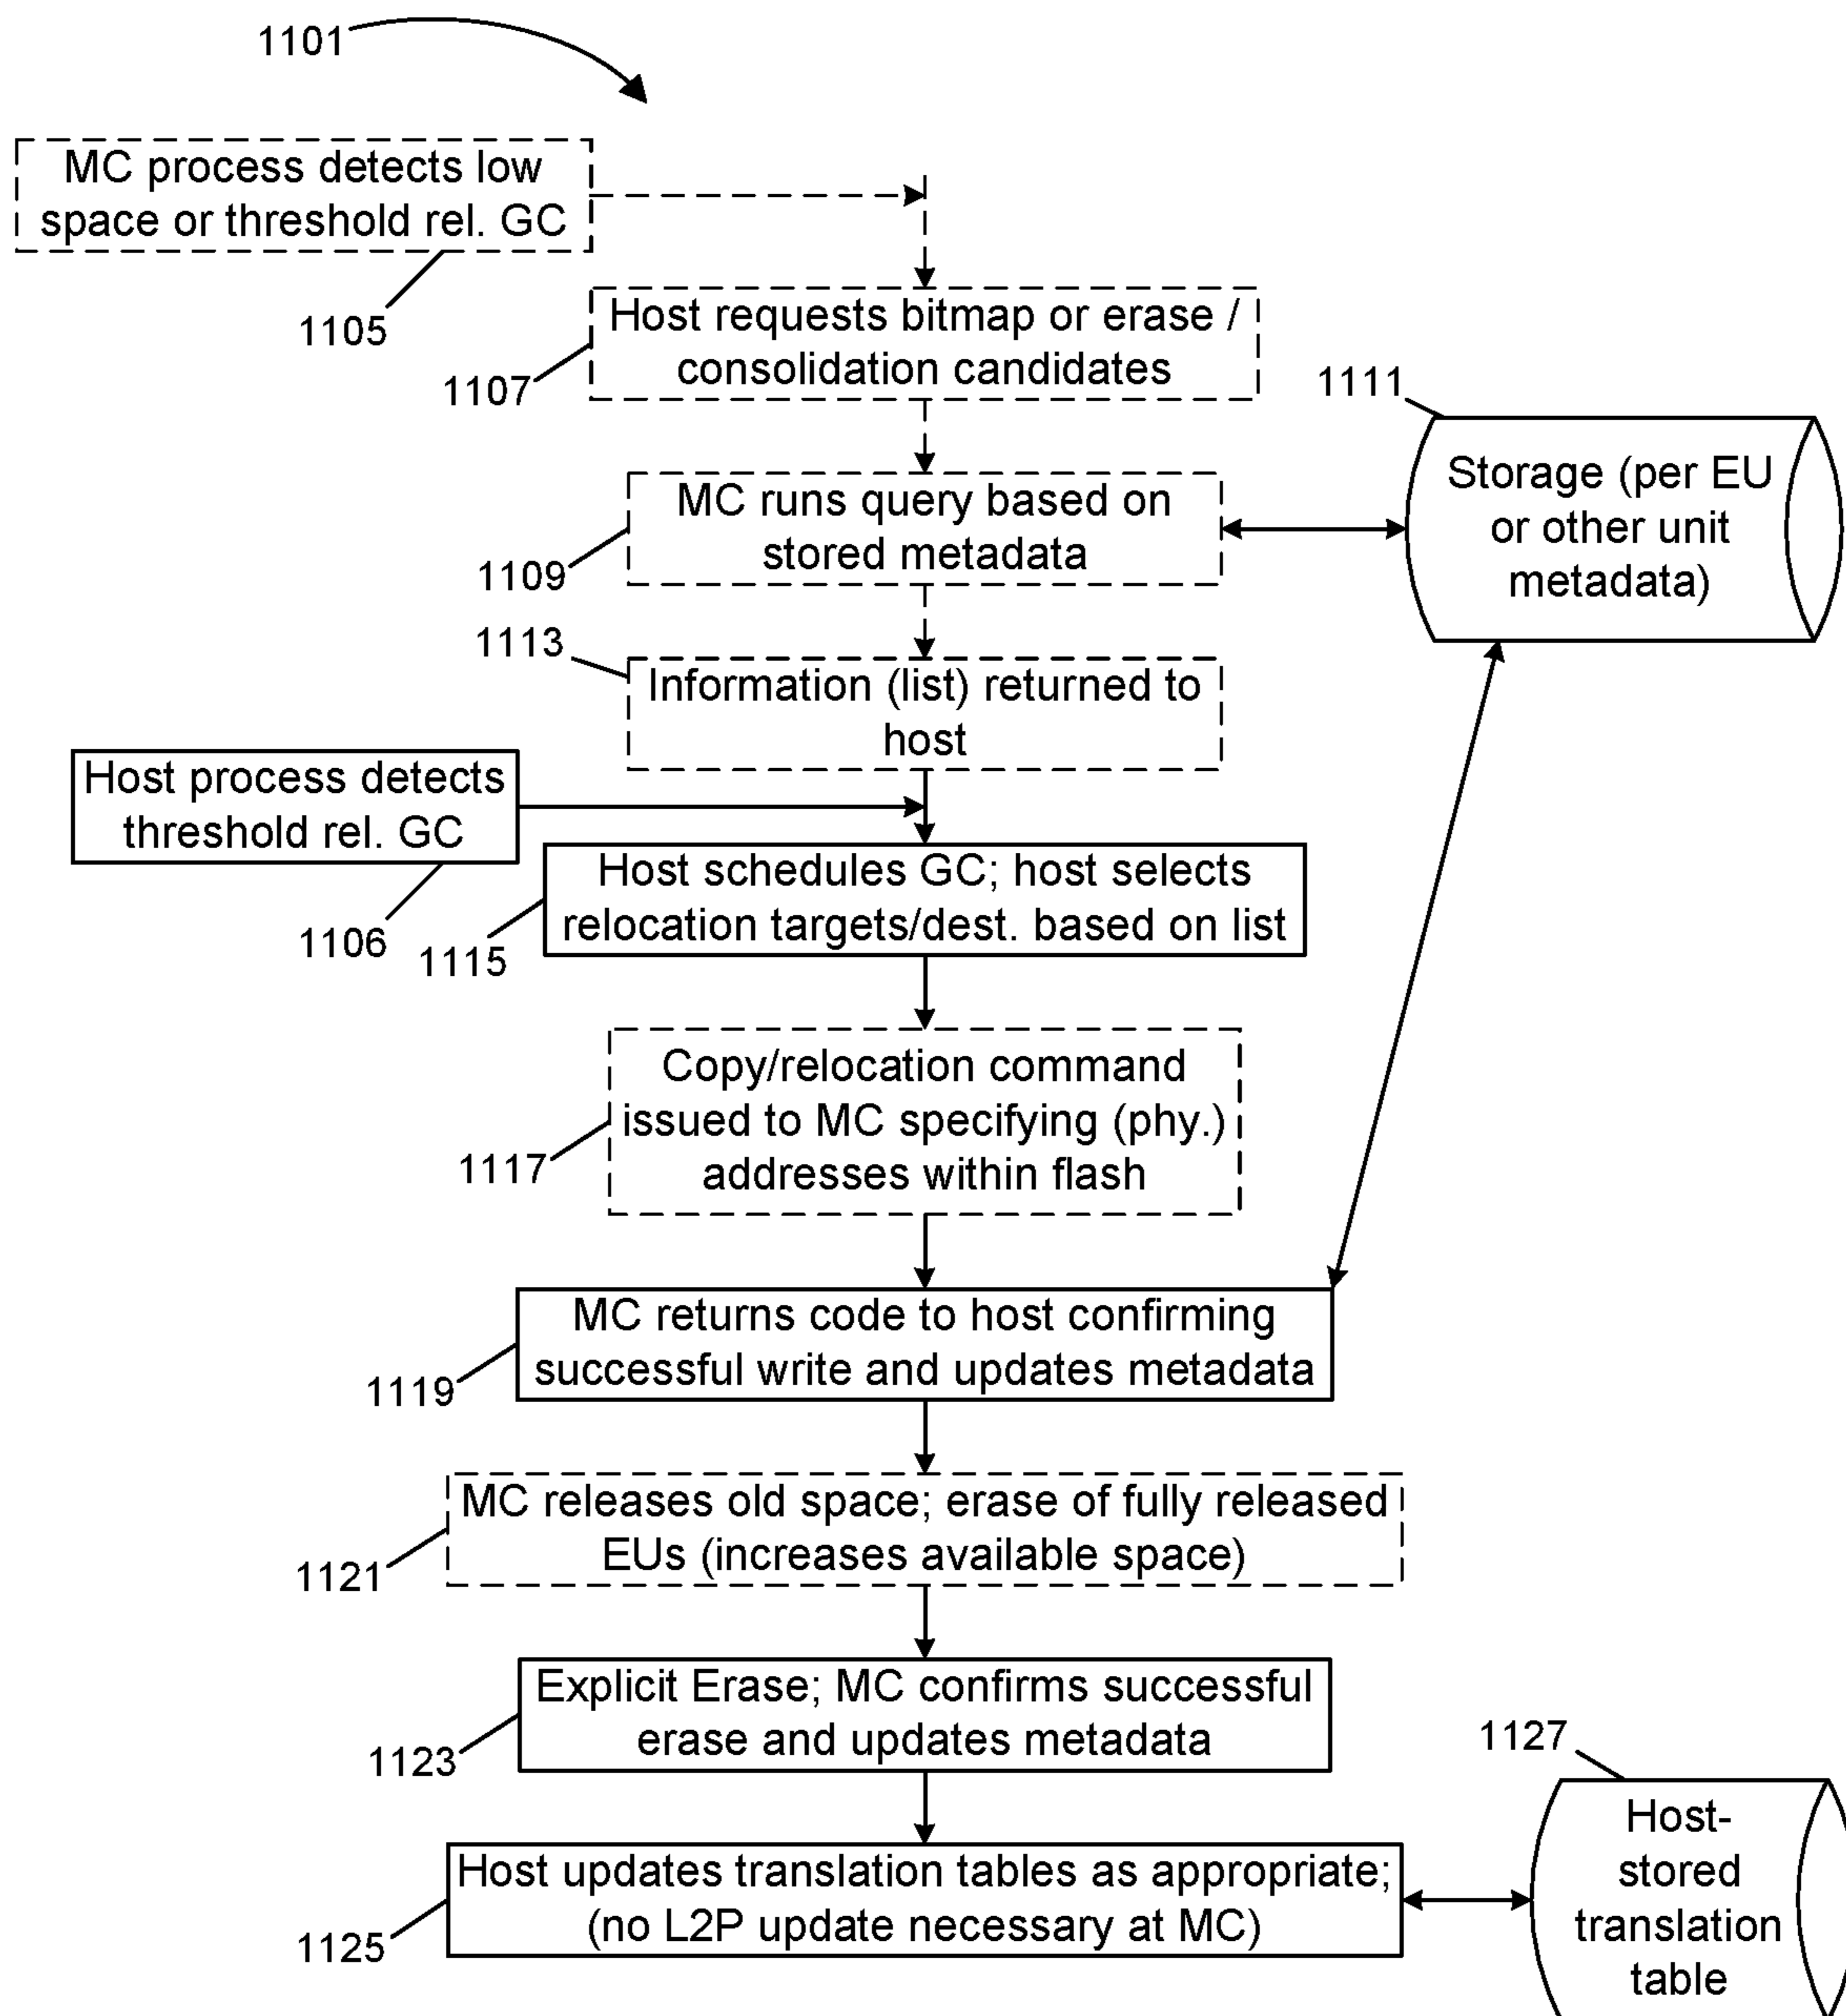 1101
MC process detects low
space or threshold rel. GC
1105
Host requests bitmap or erase /
consolidation candidates
1107
1111
Storage (per EU
or other unit
metadata)
MC runs query based on
stored metadata
1109
1113
Information (list) returned to
host
Host process detects
threshold rel. GC
1106
Host schedules GC; host selects
relocation targets/dest. based on list
1115
Copy/relocation command
issued to MC specifying (phy.)
addresses within flash
1117
MC returns code to host confirming
successful write and updates metadata
1119
MC releases old space; erase of fully released
EUs (increases available space)
1121
Explicit Erase; MC confirms successful
erase and updates metadata
1123
1127
Host-
stored
translation
table
Host updates translation tables as appropriate;
(no L2P update necessary at MC)
1125